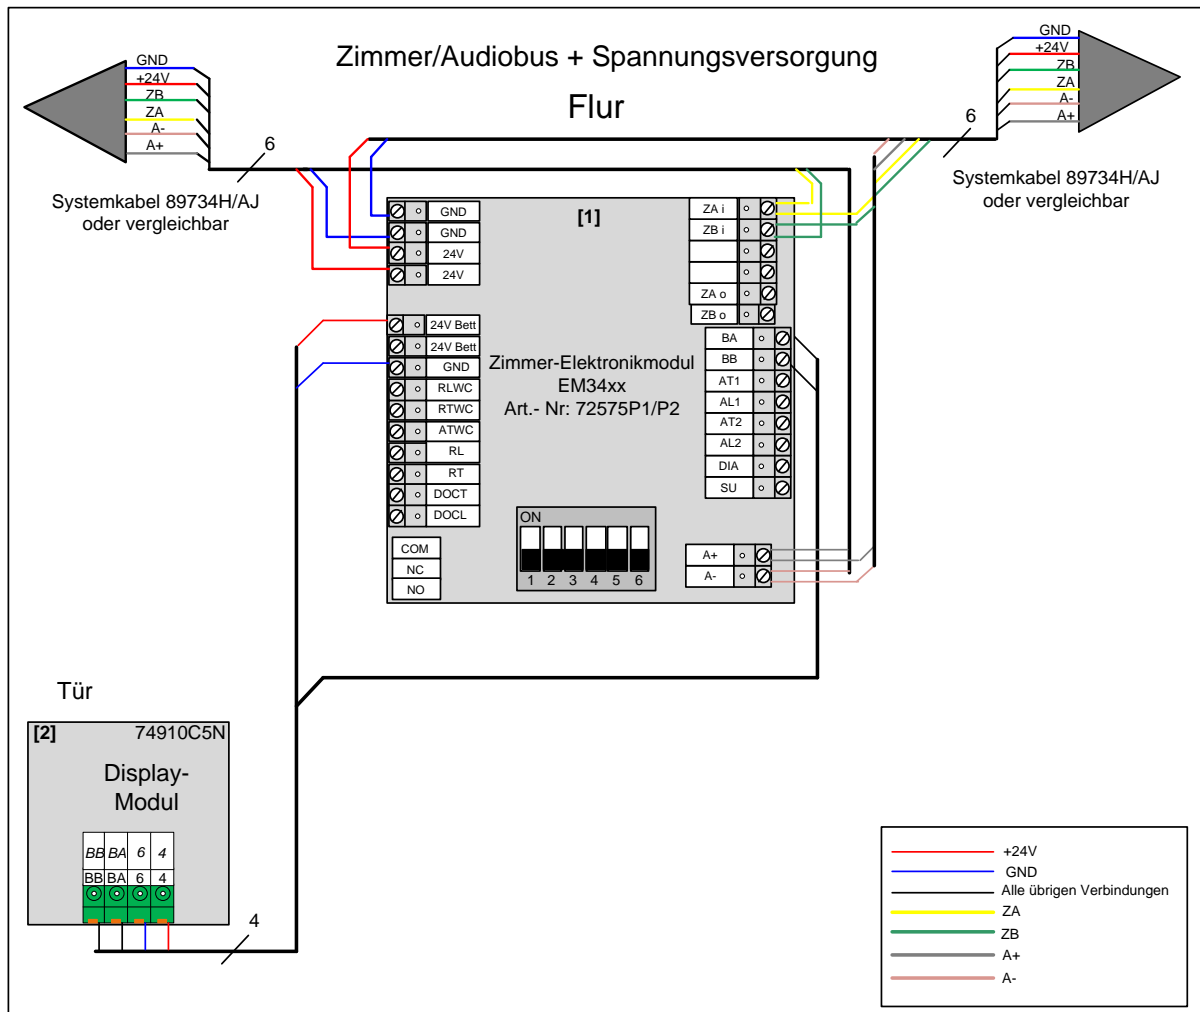 Zimmer/Audiobus + Spannungsversorgung
Flur
GND
+24V
ZB
ZA
A-
A+
6
Systemkabel 89734H/AJ
oder vergleichbar
GND
+24V
ZB
ZA
A-
A+
6
Systemkabel 89734H/AJ
oder vergleichbar
[1]
GND
GND
24V
24V
24V Bett
24V Bett
GND
RLWC
RTWC
ATWC
RL
RT
DOCT
DOCL
COM
NC
NO
Zimmer-Elektronikmodul
EM34xx
Art.- Nr: 72575P1/P2
ON
1 2 3 4 5 6
ZA i
ZB i
ZA o
ZB o
BA
BB
AT1
AL1
AT2
AL2
DIA
SU
A+
A-
Tür
[2] 74910C5N
Display-
Modul
BB BA 6 4
BB BA 6 4
4
+24V
GND
Alle übrigen Verbindungen
ZA
ZB
A+
A-